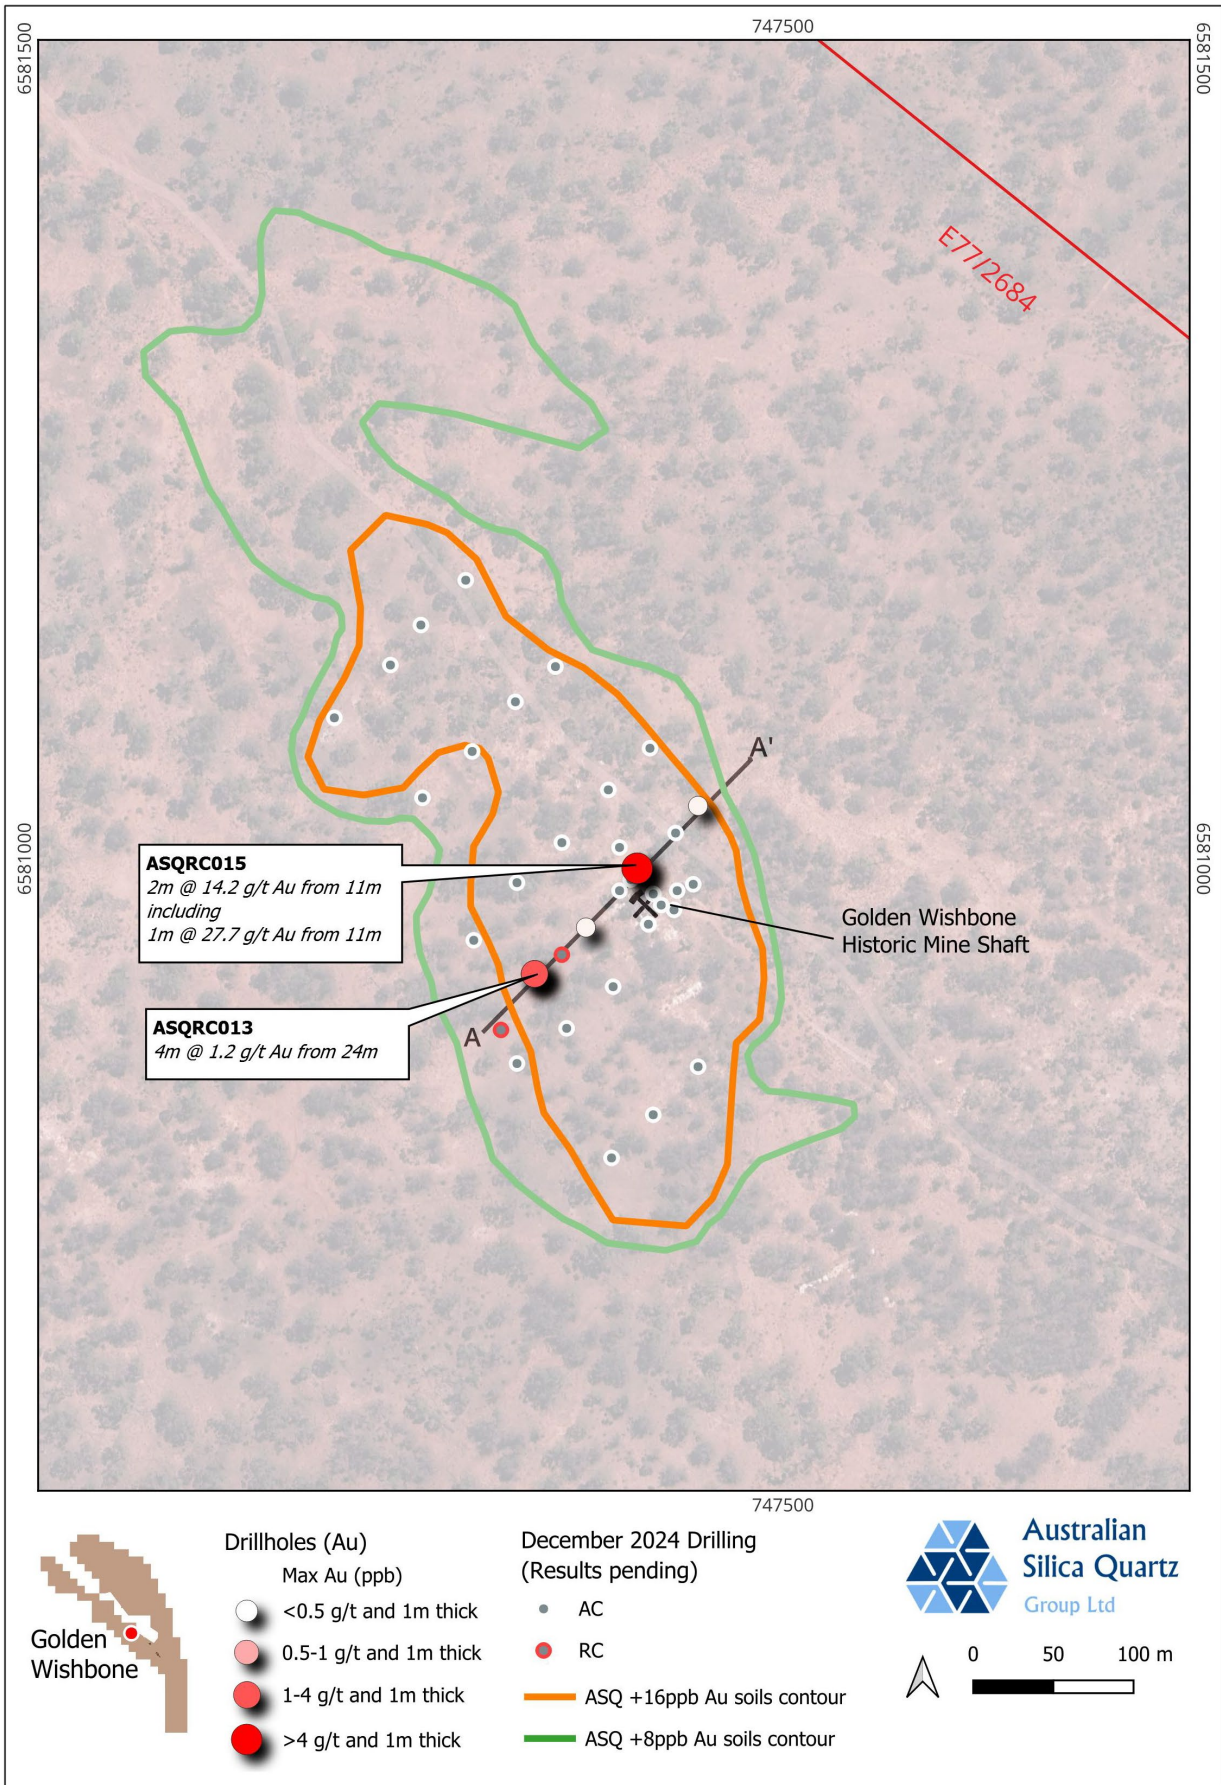 747500
6581500
6581500
E77/2684
A'
6581000
6581000
ASQRC015
2m @ 14.2 g/t Au from 11m
including
1m @ 27.7 g/t Au from 11m
Golden Wishbone
Historic Mine Shaft
ASQRC013
4m @ 1.2 g/t Au from 24m
A
747500
Golden
Wishbone
Drillholes (Au)
Max Au (ppb)
<0.5 g/t and 1m thick
0.5-1 g/t and 1m thick
1-4 g/t and 1m thick
>4 g/t and 1m thick
December 2024 Drilling
(Results pending)
AC
RC
ASQ +16ppb Au soils contour
ASQ +8ppb Au soils contour
Australian
Silica Quartz
Group Ltd
0 50 100 m